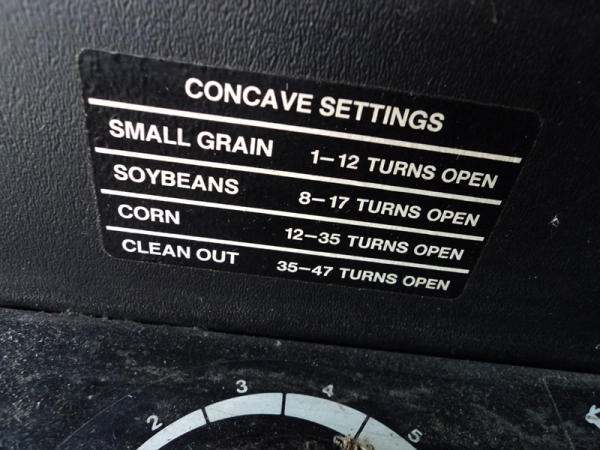 CONCAVE SETTINGS
SMALL GRAIN 1–12 TURNS OPEN
SOYBEANS 8–17 TURNS OPEN
CORN 12–35 TURNS OPEN
CLEAN OUT 35–47 TURNS OPEN
2 3 4 5